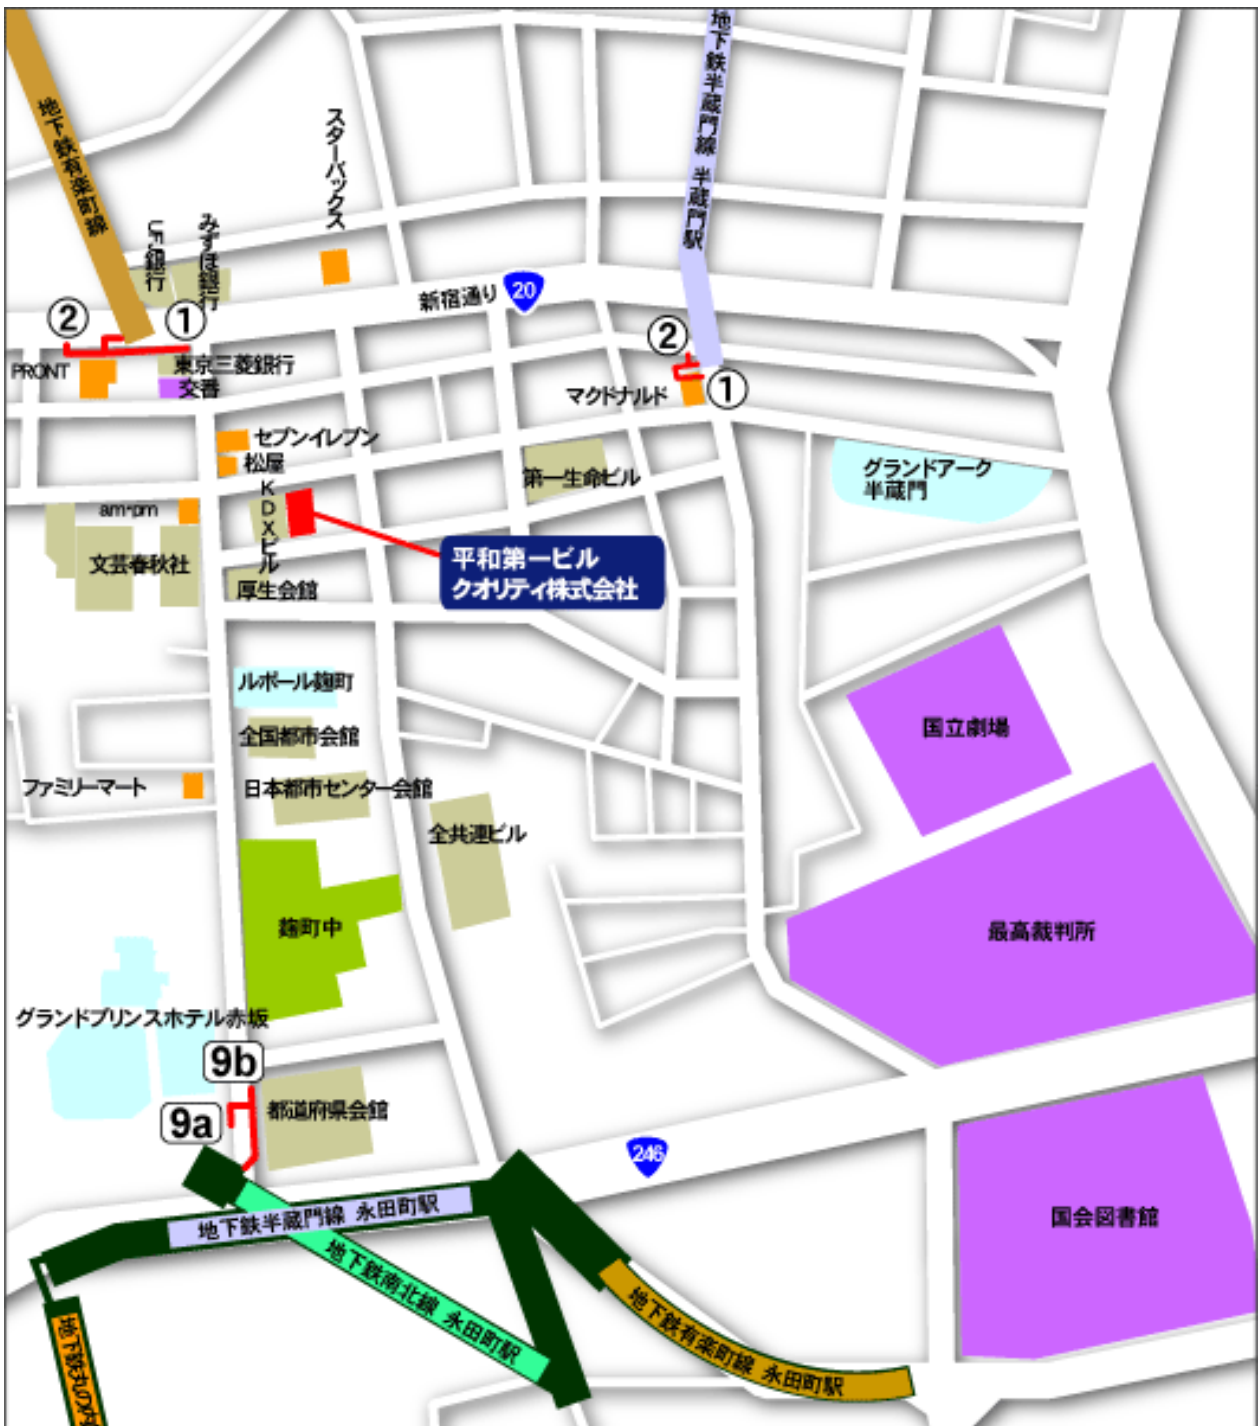 地下鉄有楽町線
スターバックス
地下鉄半蔵門線 半蔵門駅
UFJ銀行
みずほ銀行
新宿通り
20
②
①
PRONT
東京三菱銀行
交番
②
①
マクドナルド
セブンイレブン
松屋
KDXビル
am・pm
第一生命ビル
グランドアーク
半蔵門
文芸春秋社
平和第一ビル
クオリティ株式会社
厚生会館
ルポール麹町
全国都市会館
国立劇場
ファミリーマート
日本都市センター会館
全共連ビル
麹町中
最高裁判所
グランドプリンスホテル赤坂
9b
9a
都道府県会館
246
地下鉄半蔵門線 永田町駅
地下鉄南北線 永田町駅
地下鉄有楽町線 永田町駅
国会図書館
地下鉄丸の内